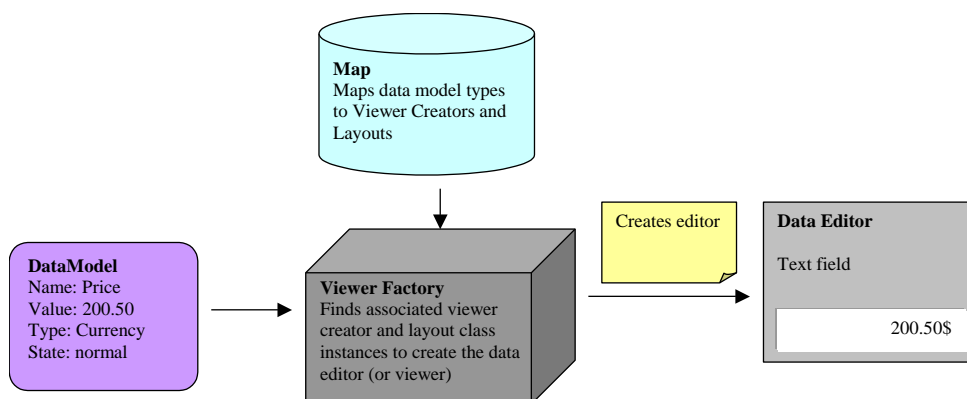 Map
Maps data model types
to Viewer Creators and
Layouts
Creates editor
Data Editor
Text field
200.50$
DataModel
Name: Price
Value: 200.50
Type: Currency
State: normal
Viewer Factory
Finds associated viewer
creator and layout class
instances to create the data
editor (or viewer)